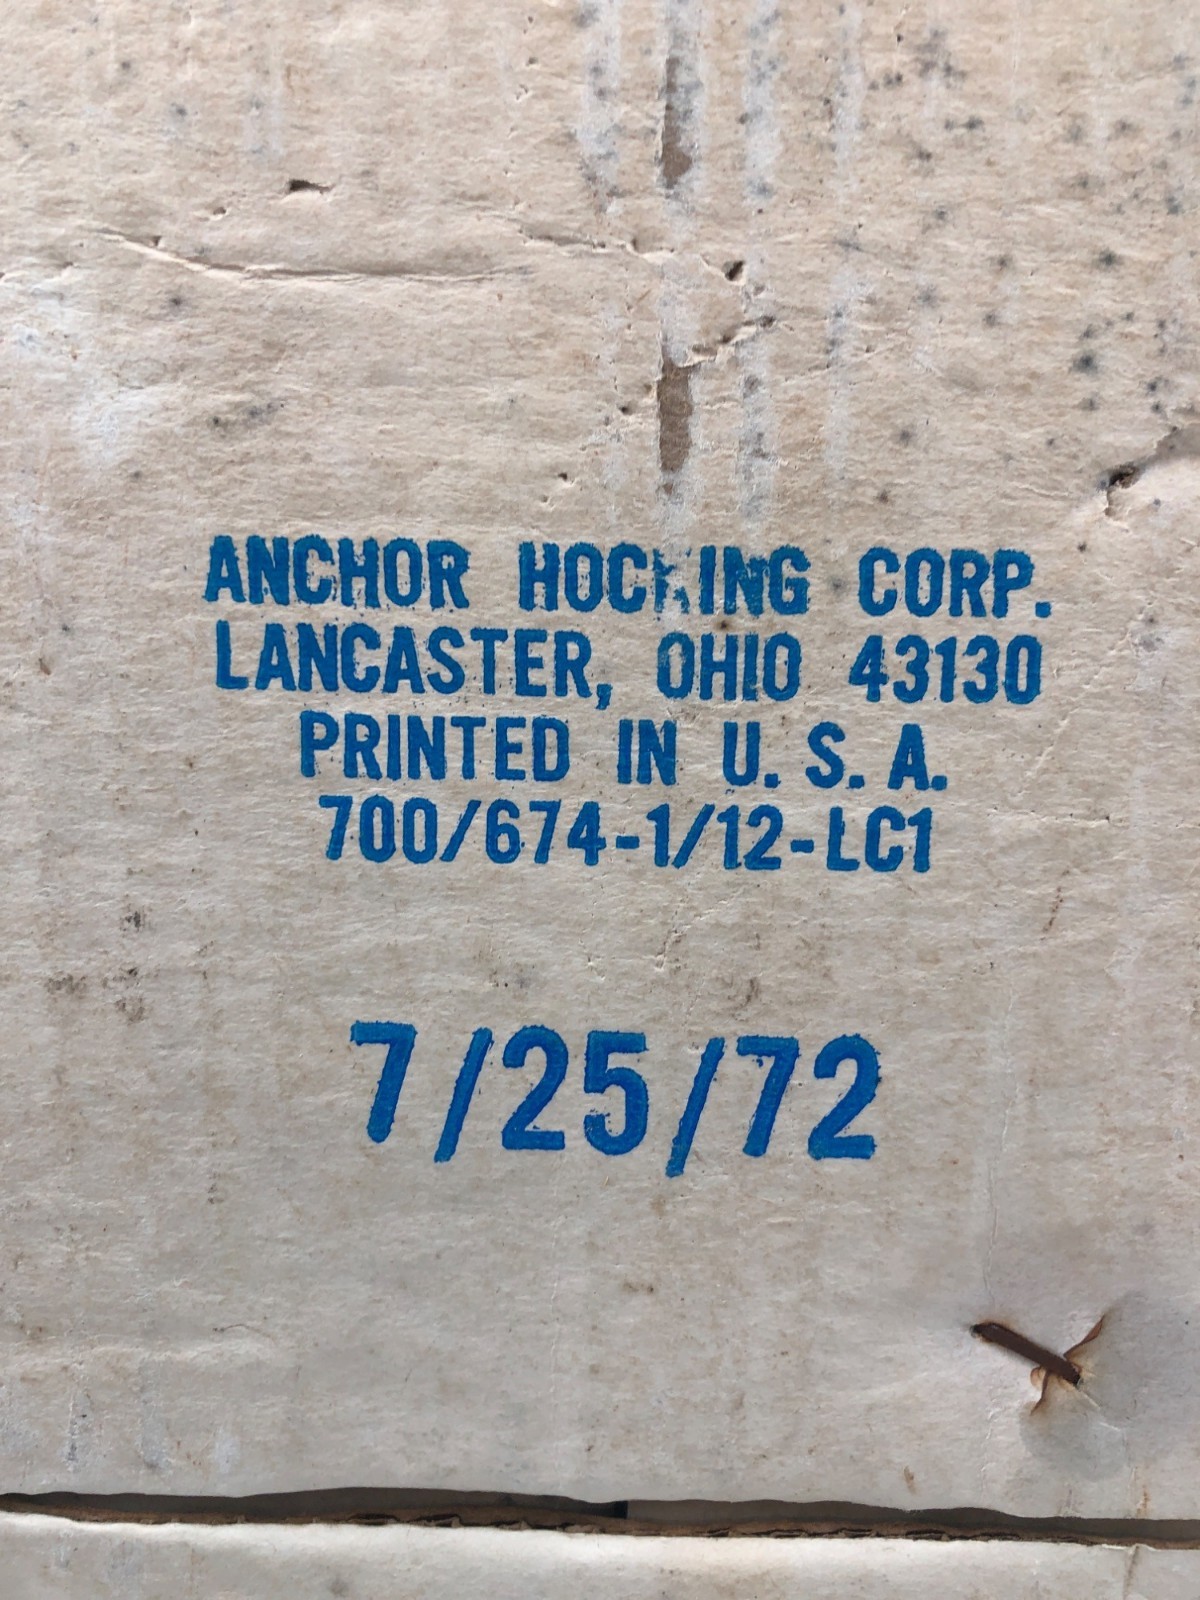 ANCHOR HOCKING CORP.
LANCASTER, OHIO 43130
PRINTED IN U. S. A.
700/674-1/12-LC1
7/25/72